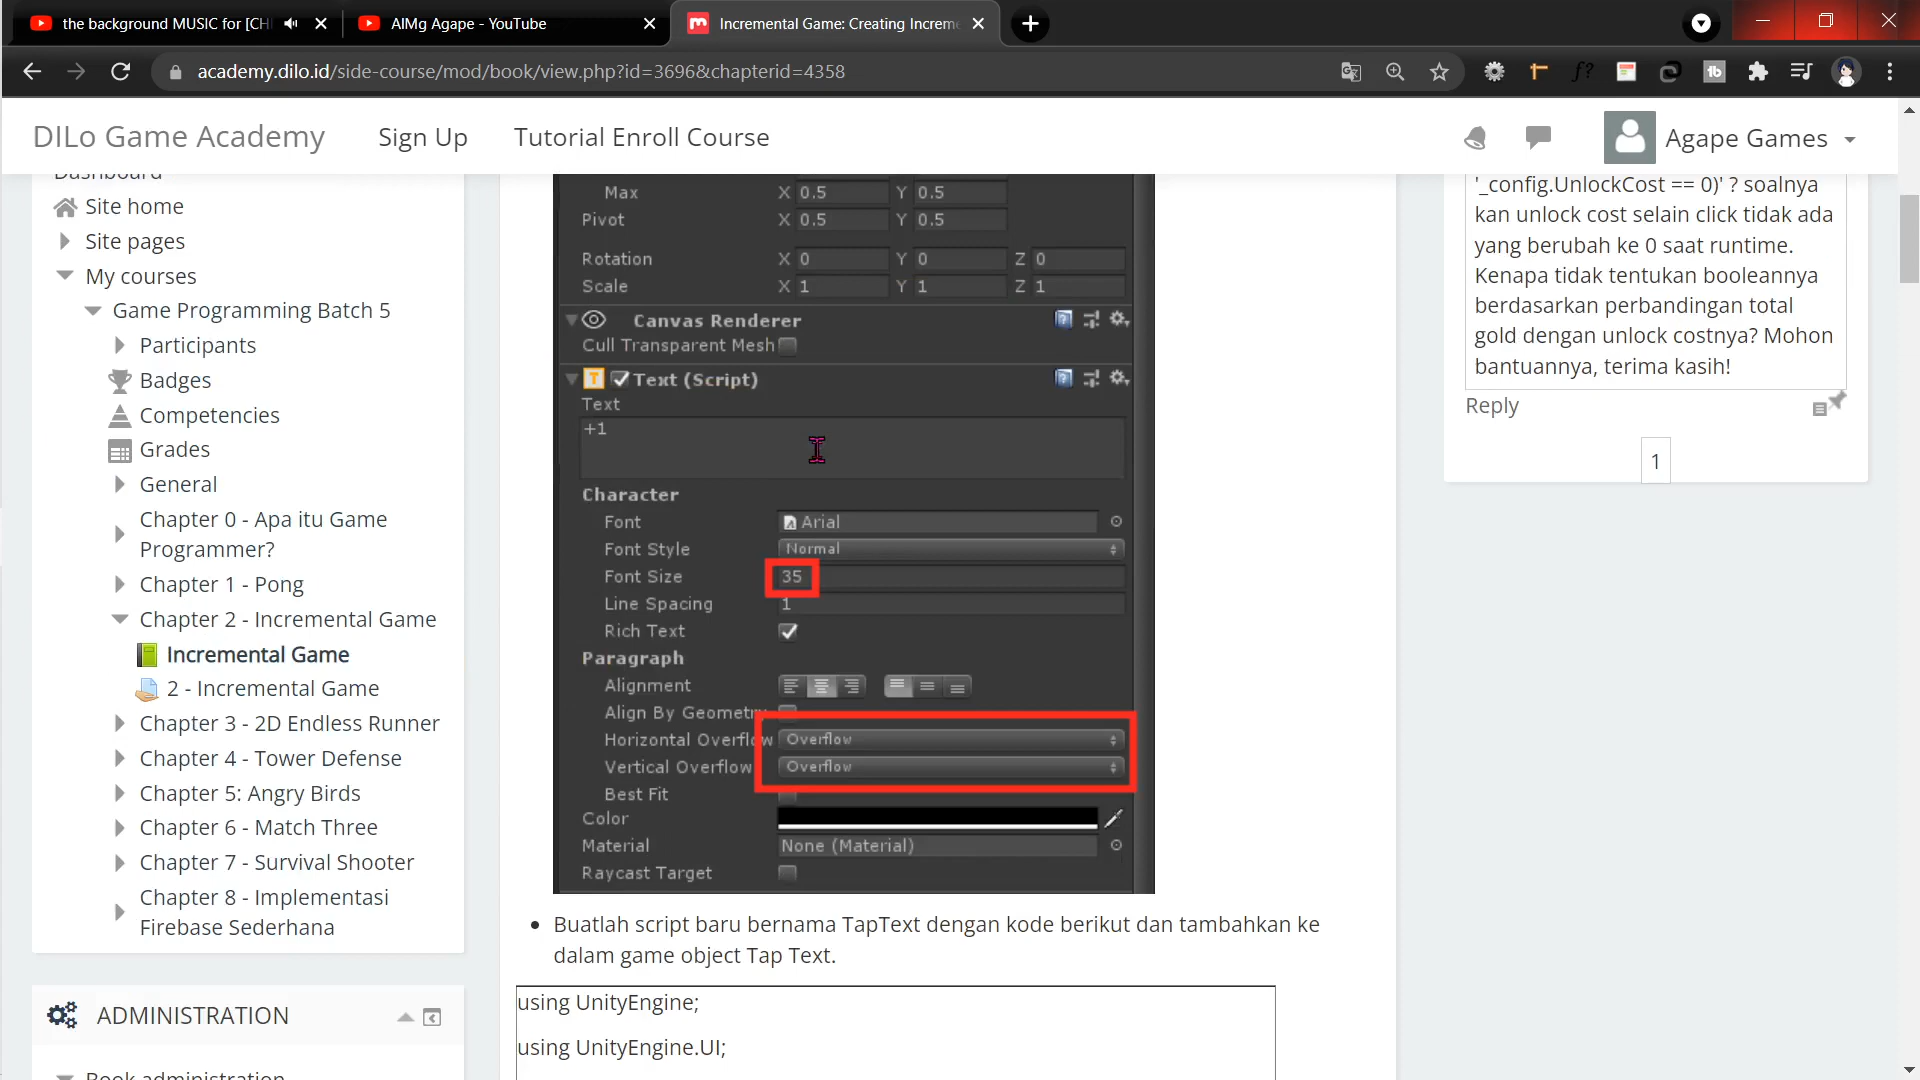 the background MUSIC for [CH
AIMg Agape - YouTube
Incremental Game: Creating Increme
academy.dilo.id/side-course/mod/book/view.php?id=3696&chapterid=4358
DILo Game Academy
Sign Up
Tutorial Enroll Course
Agape Games
Dashboard
Site home
Site pages
My courses
Game Programming Batch 5
Participants
Badges
Competencies
Grades
General
Chapter 0 - Apa itu Game
Programmer?
Chapter 1 - Pong
Chapter 2 - Incremental Game
Incremental Game
2 - Incremental Game
Chapter 3 - 2D Endless Runner
Chapter 4 - Tower Defense
Chapter 5: Angry Birds
Chapter 6 - Match Three
Chapter 7 - Survival Shooter
Chapter 8 - Implementasi
Firebase Sederhana
ADMINISTRATION
Book administration
Max X 0.5 Y 0.5
Pivot X 0.5 Y 0.5
Rotation X 0 Y 0 Z 0
Scale X 1 Y 1 Z 1
Canvas Renderer
Cull Transparent Mesh
Text (Script)
Text
+1
Character
Font Arial
Font Style Normal
Font Size 35
Line Spacing 1
Rich Text
Paragraph
Alignment
Align By Geometry
Horizontal Overflow Overflow
Vertical Overflow Overflow
Best Fit
Color
Material None (Material)
Raycast Target
• Buatlah script baru bernama TapText dengan kode berikut dan tambahkan ke
dalam game object Tap Text.
using UnityEngine;
using UnityEngine.UI;
'_config.UnlockCost == 0)' ? soalnya
kan unlock cost selain click tidak ada
yang berubah ke 0 saat runtime.
Kenapa tidak tentukan booleannya
berdasarkan perbandingan total
gold dengan unlock costnya? Mohon
bantuannya, terima kasih!
Reply
1